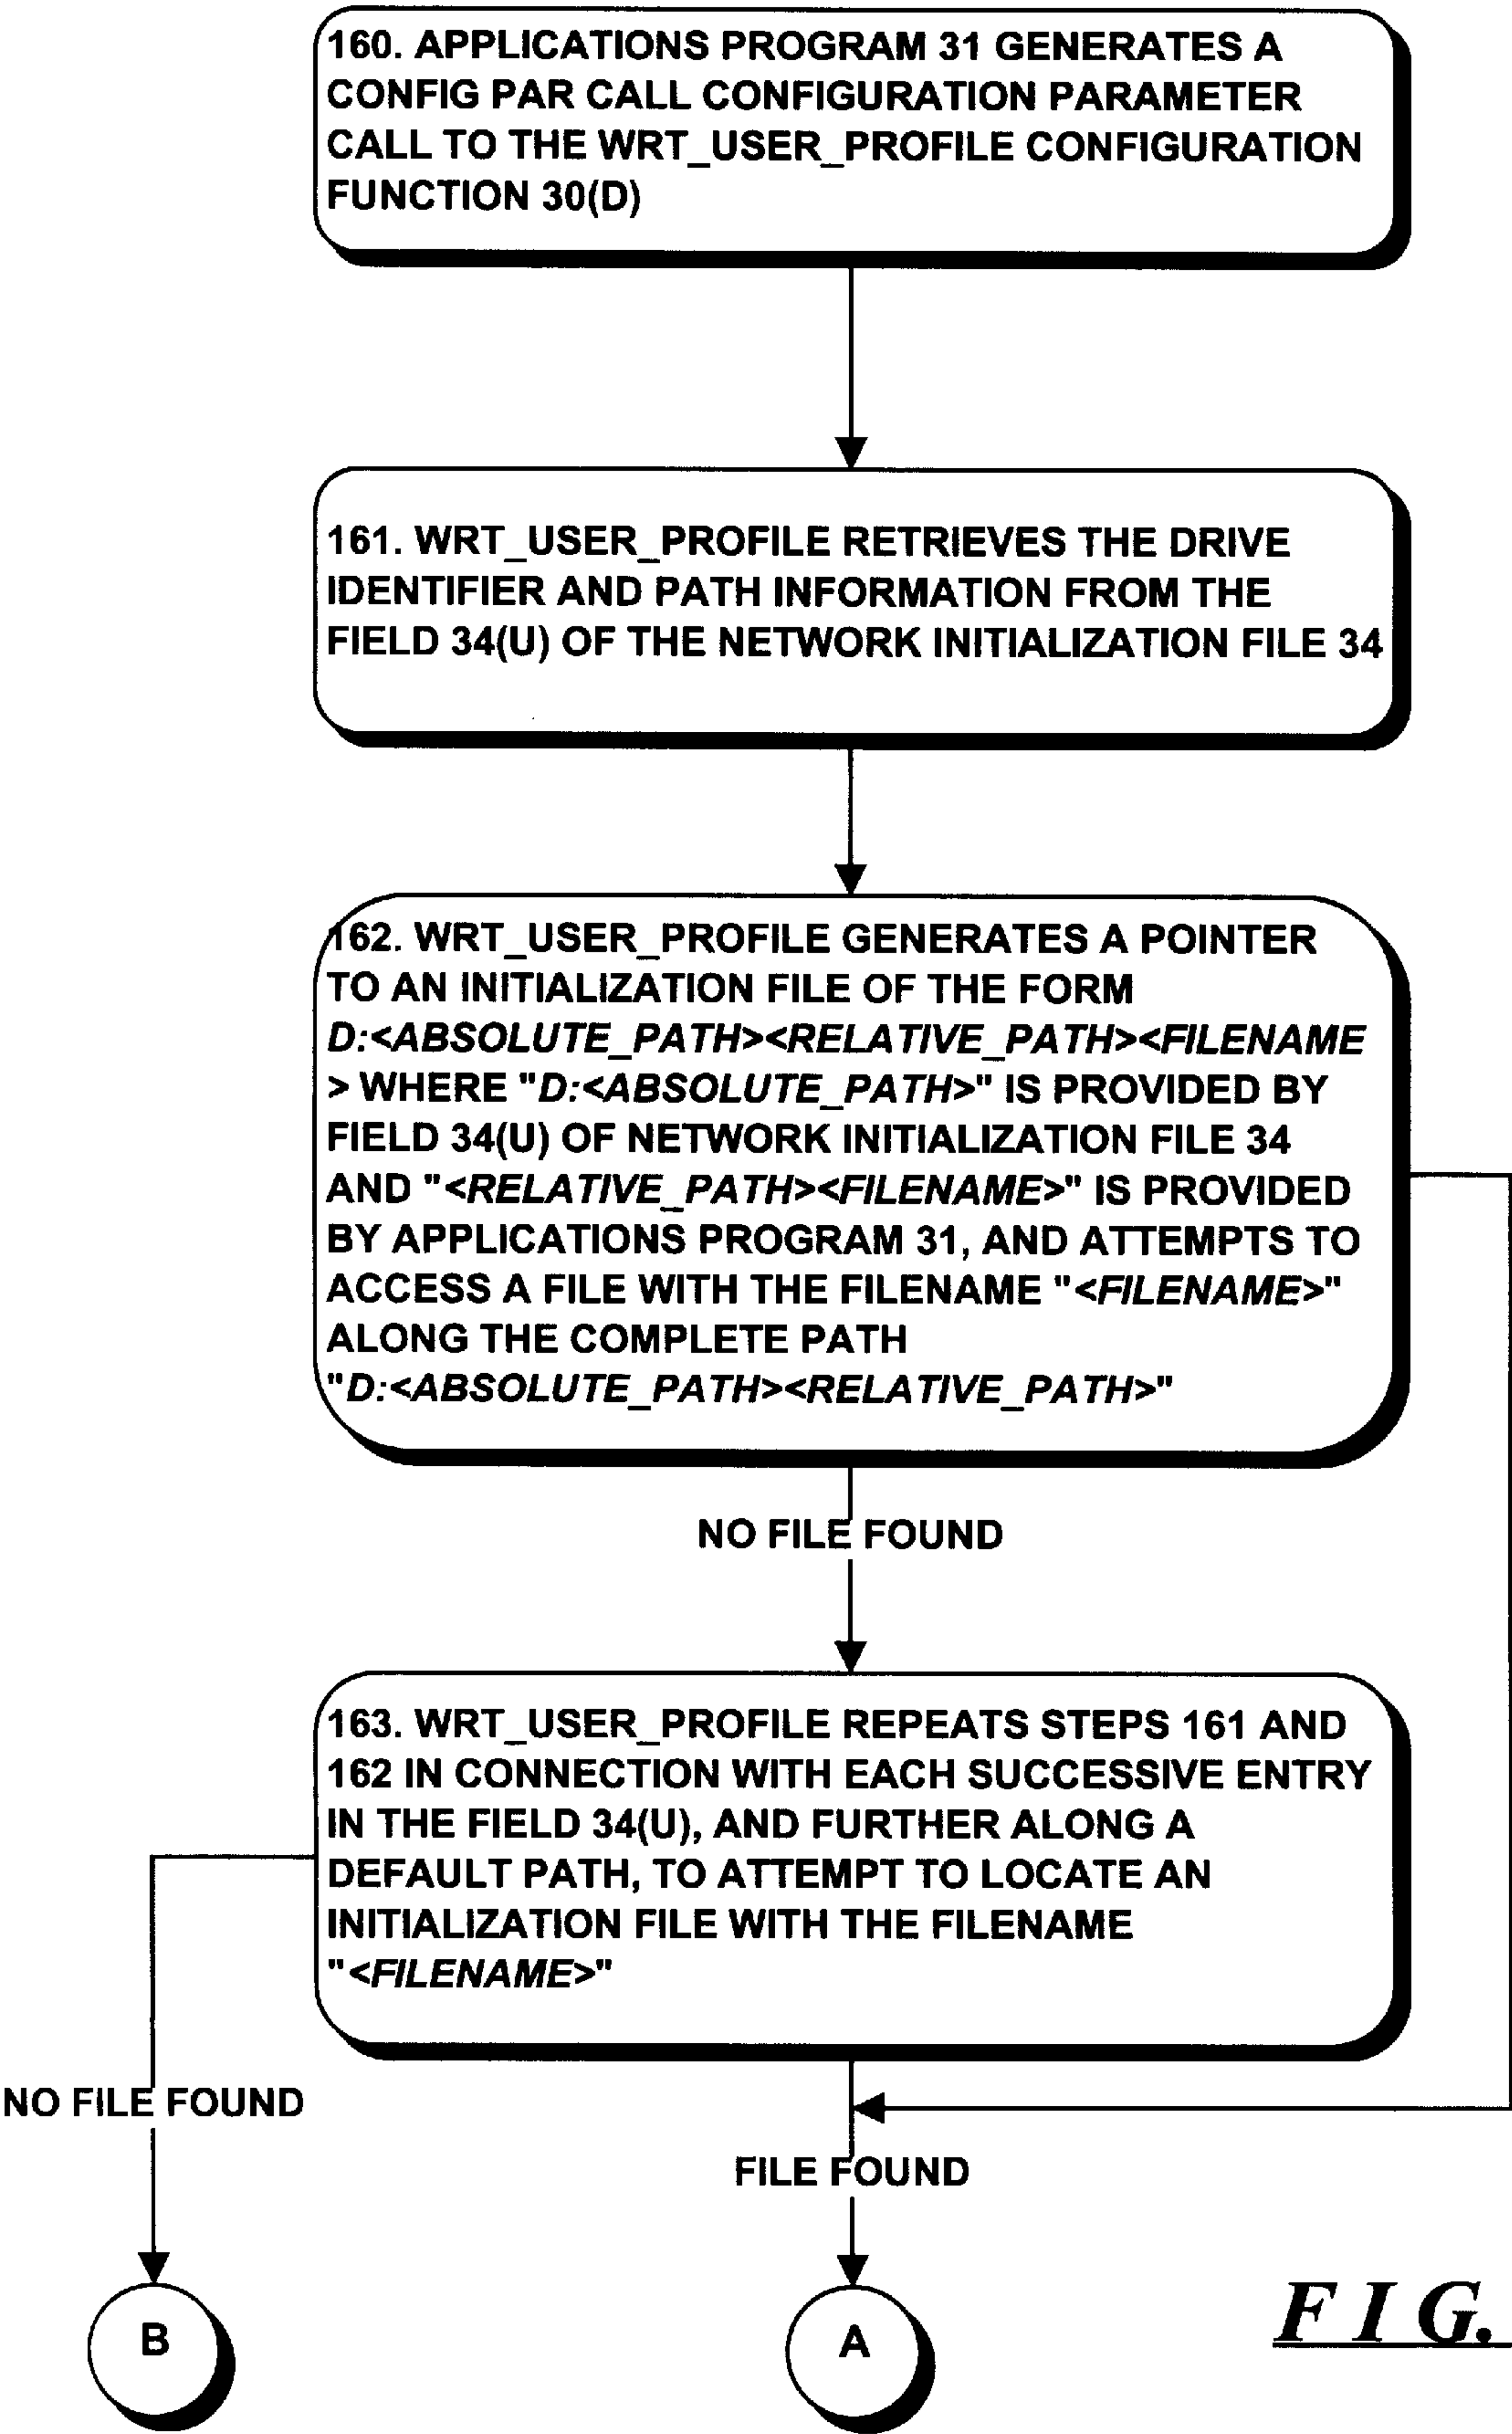 160. APPLICATIONS PROGRAM 31 GENERATES A
CONFIG PAR CALL CONFIGURATION PARAMETER
CALL TO THE WRT_USER_PROFILE CONFIGURATION
FUNCTION 30(D)
161. WRT_USER_PROFILE RETRIEVES THE DRIVE
IDENTIFIER AND PATH INFORMATION FROM THE
FIELD 34(U) OF THE NETWORK INITIALIZATION FILE 34
162. WRT_USER_PROFILE GENERATES A POINTER
TO AN INITIALIZATION FILE OF THE FORM
D:<ABSOLUTE_PATH><RELATIVE_PATH><FILENAME
> WHERE "D:<ABSOLUTE_PATH>" IS PROVIDED BY
FIELD 34(U) OF NETWORK INITIALIZATION FILE 34
AND "<RELATIVE_PATH><FILENAME>" IS PROVIDED
BY APPLICATIONS PROGRAM 31, AND ATTEMPTS TO
ACCESS A FILE WITH THE FILENAME "<FILENAME>"
ALONG THE COMPLETE PATH
"D:<ABSOLUTE_PATH><RELATIVE_PATH>"
NO FILE FOUND
163. WRT_USER_PROFILE REPEATS STEPS 161 AND
162 IN CONNECTION WITH EACH SUCCESSIVE ENTRY
IN THE FIELD 34(U), AND FURTHER ALONG A
DEFAULT PATH, TO ATTEMPT TO LOCATE AN
INITIALIZATION FILE WITH THE FILENAME
"<FILENAME>"
NO FILE FOUND
FILE FOUND
B
A
FIG.